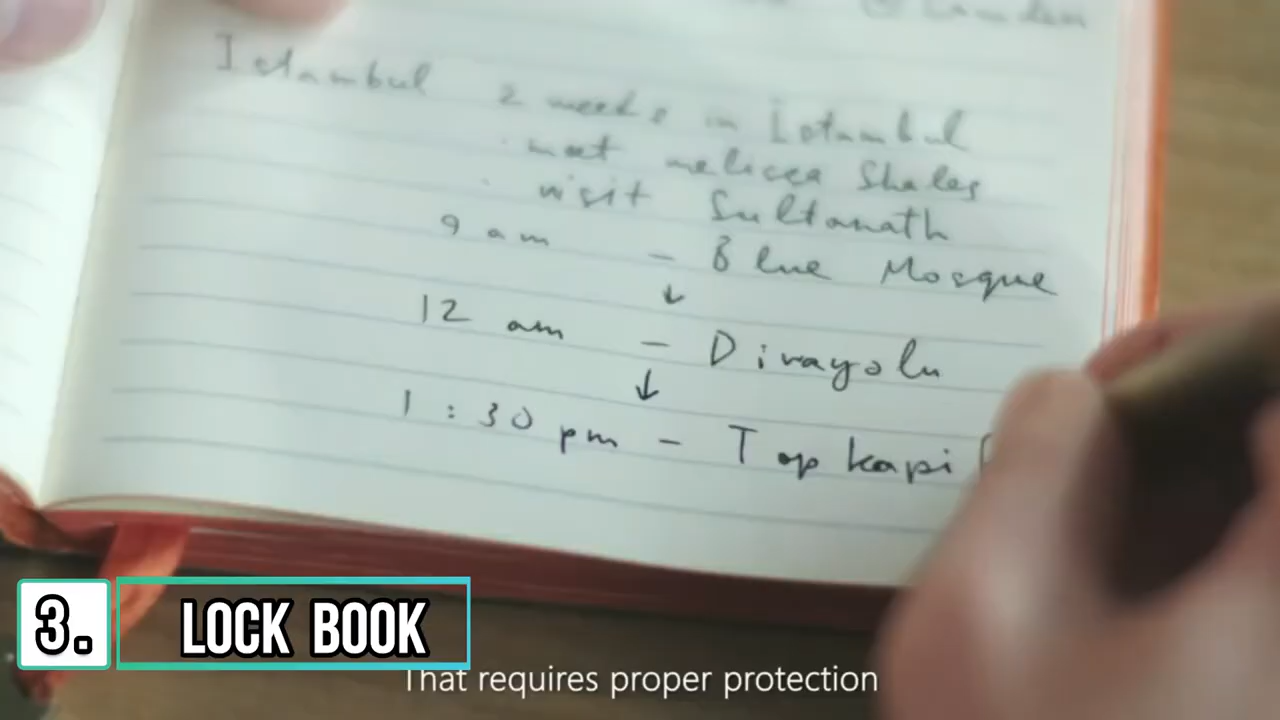 Istambul 2 weeks in Istambul
· meet melissa Shales
· visit Sultanath
9 am - Blue Mosque
↓
12 am - Divayolu
↓
1:30 pm - Topkapi
3. LOCK BOOK
That requires proper protection